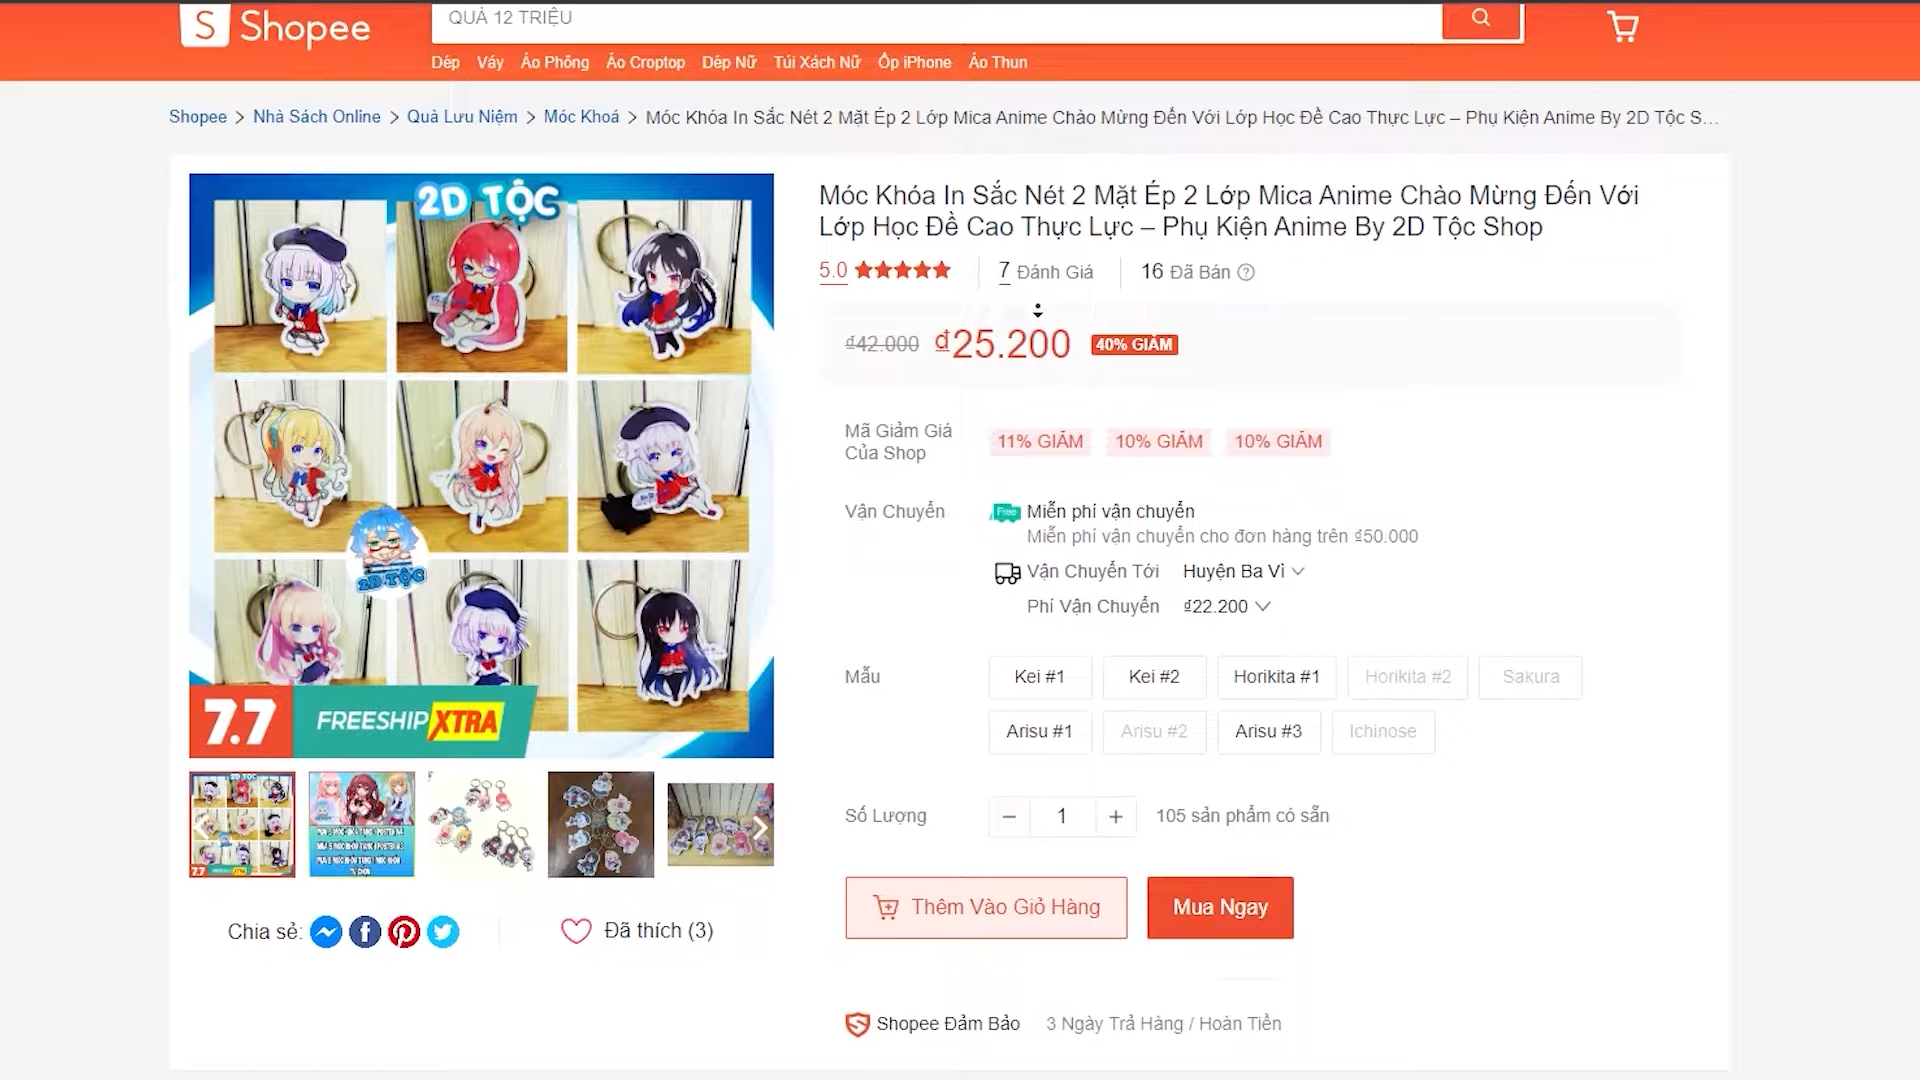 S Shopee
QUẢ 12 TRIỆU
Dép Váy Áo Phông Áo Croptop Dép Nữ Túi Xách Nữ Ốp iPhone Áo Thun
Shopee > Nhà Sách Online > Quà Lưu Niệm > Móc Khoá > Móc Khóa In Sắc Nét 2 Mặt Ép 2 Lớp Mica Anime Chào Mừng Đến Với Lớp Học Đề Cao Thực Lực – Phụ Kiện Anime By 2D Tộc S...
2D TỘC
2D TỘC
7.7
FREESHIP XTRA
Chia sẻ:
Đã thích (3)
Móc Khóa In Sắc Nét 2 Mặt Ép 2 Lớp Mica Anime Chào Mừng Đến Với
Lớp Học Đề Cao Thực Lực – Phụ Kiện Anime By 2D Tộc Shop
5.0 7 Đánh Giá 16 Đã Bán ?
₫42.000 ₫25.200 40% GIẢM
Mã Giảm Giá
Của Shop
11% GIẢM 10% GIẢM 10% GIẢM
Vận Chuyển
Free Miễn phí vận chuyển
Miễn phí vận chuyển cho đơn hàng trên ₫50.000
Vận Chuyển Tới Huyện Ba Vì
Phí Vận Chuyển ₫22.200
Mẫu
Kei #1 Kei #2 Horikita #1 Horikita #2 Sakura
Arisu #1 Arisu #2 Arisu #3 Ichinose
Số Lượng − 1 + 105 sản phẩm có sẵn
Thêm Vào Giỏ Hàng
Mua Ngay
Shopee Đảm Bảo 3 Ngày Trả Hàng / Hoàn Tiền